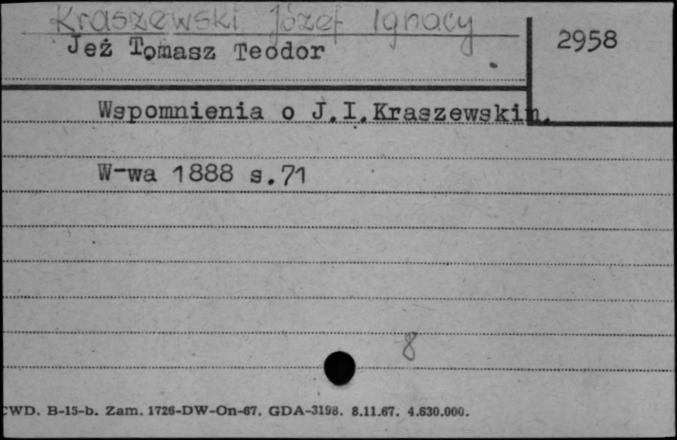 Kraszewski Józef Ignacy
Jeż Tomasz Teodor
2958
Wspomnienia o J.I.Kraszewskim.
W-wa 1888 s.71
8
CWD. B-15-b. Zam. 1726-DW-On-67. GDA-3198. 8.11.67. 4.630.000.